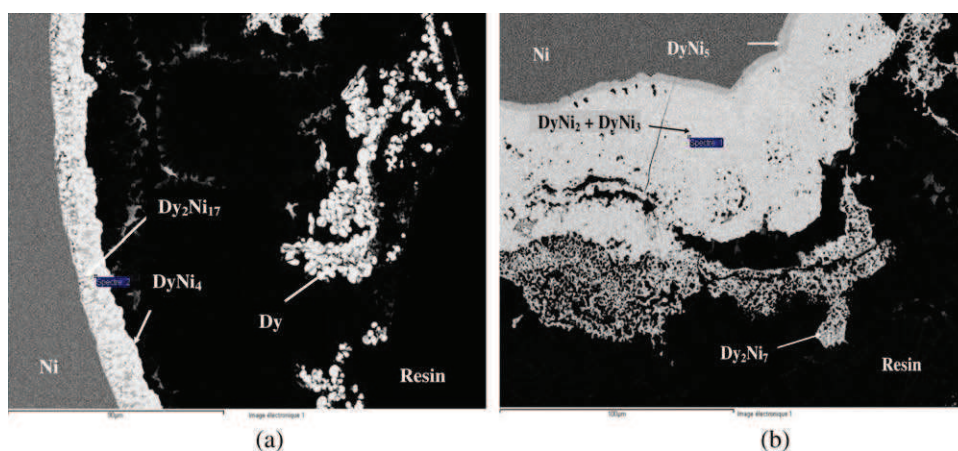 Dy₂Ni₁₇
Spectre 2
DyNi₄
Dy
Ni
Resin
Image électronique 1
(a)
DyNi₅
Ni
DyNi₂ + DyNi₃
Spectre 1
Dy₂Ni₇
Resin
100µm
Image électronique 1
(b)